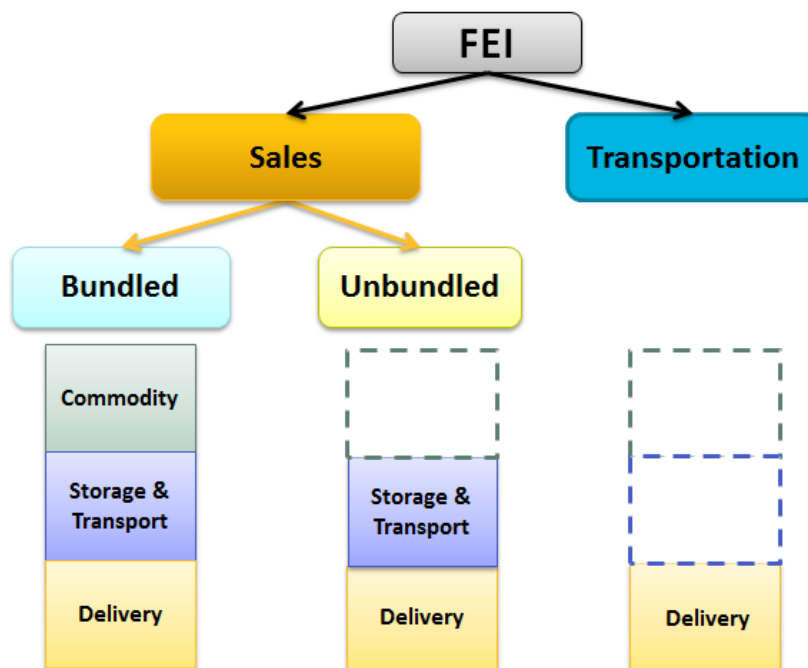 FEI
Sales
Transportation
Bundled
Unbundled
Commodity
Storage &
Transport
Storage &
Transport
Delivery
Delivery
Delivery